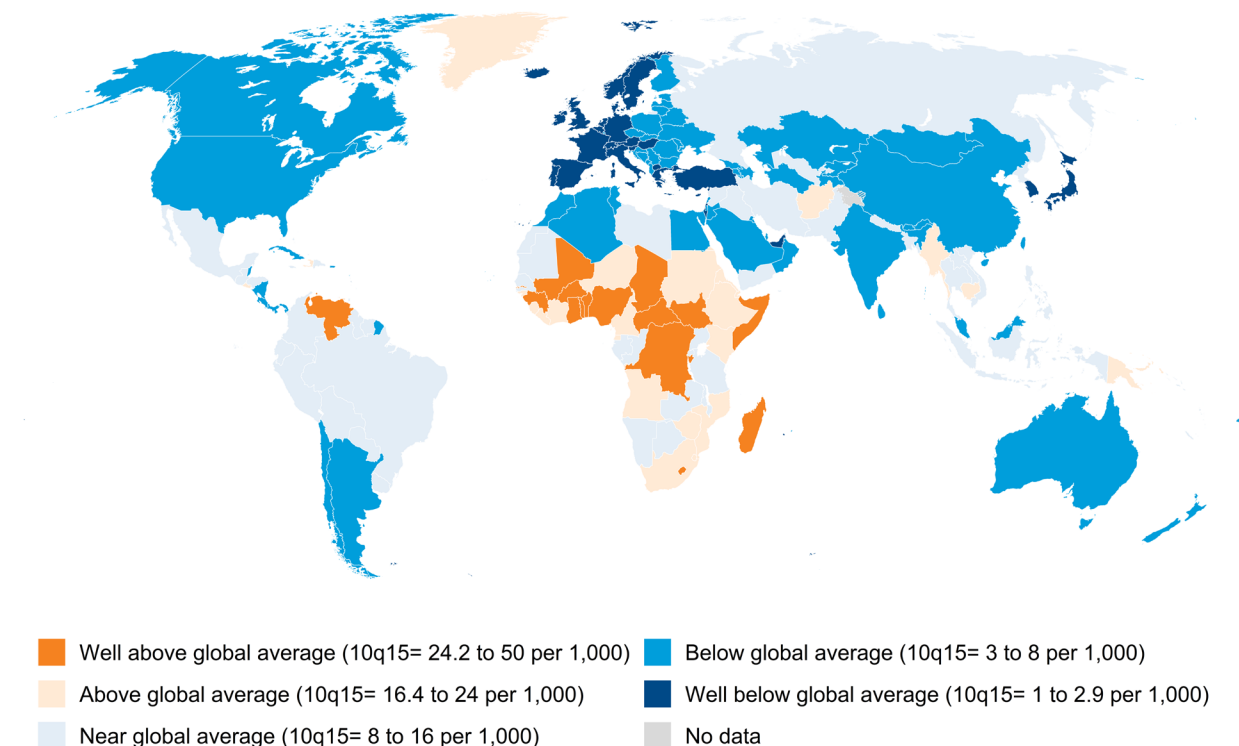 Well above global average (10q15= 24.2 to 50 per 1,000)
Above global average (10q15= 16.4 to 24 per 1,000)
Near global average (10q15= 8 to 16 per 1,000)
Below global average (10q15= 3 to 8 per 1,000)
Well below global average (10q15= 1 to 2.9 per 1,000)
No data